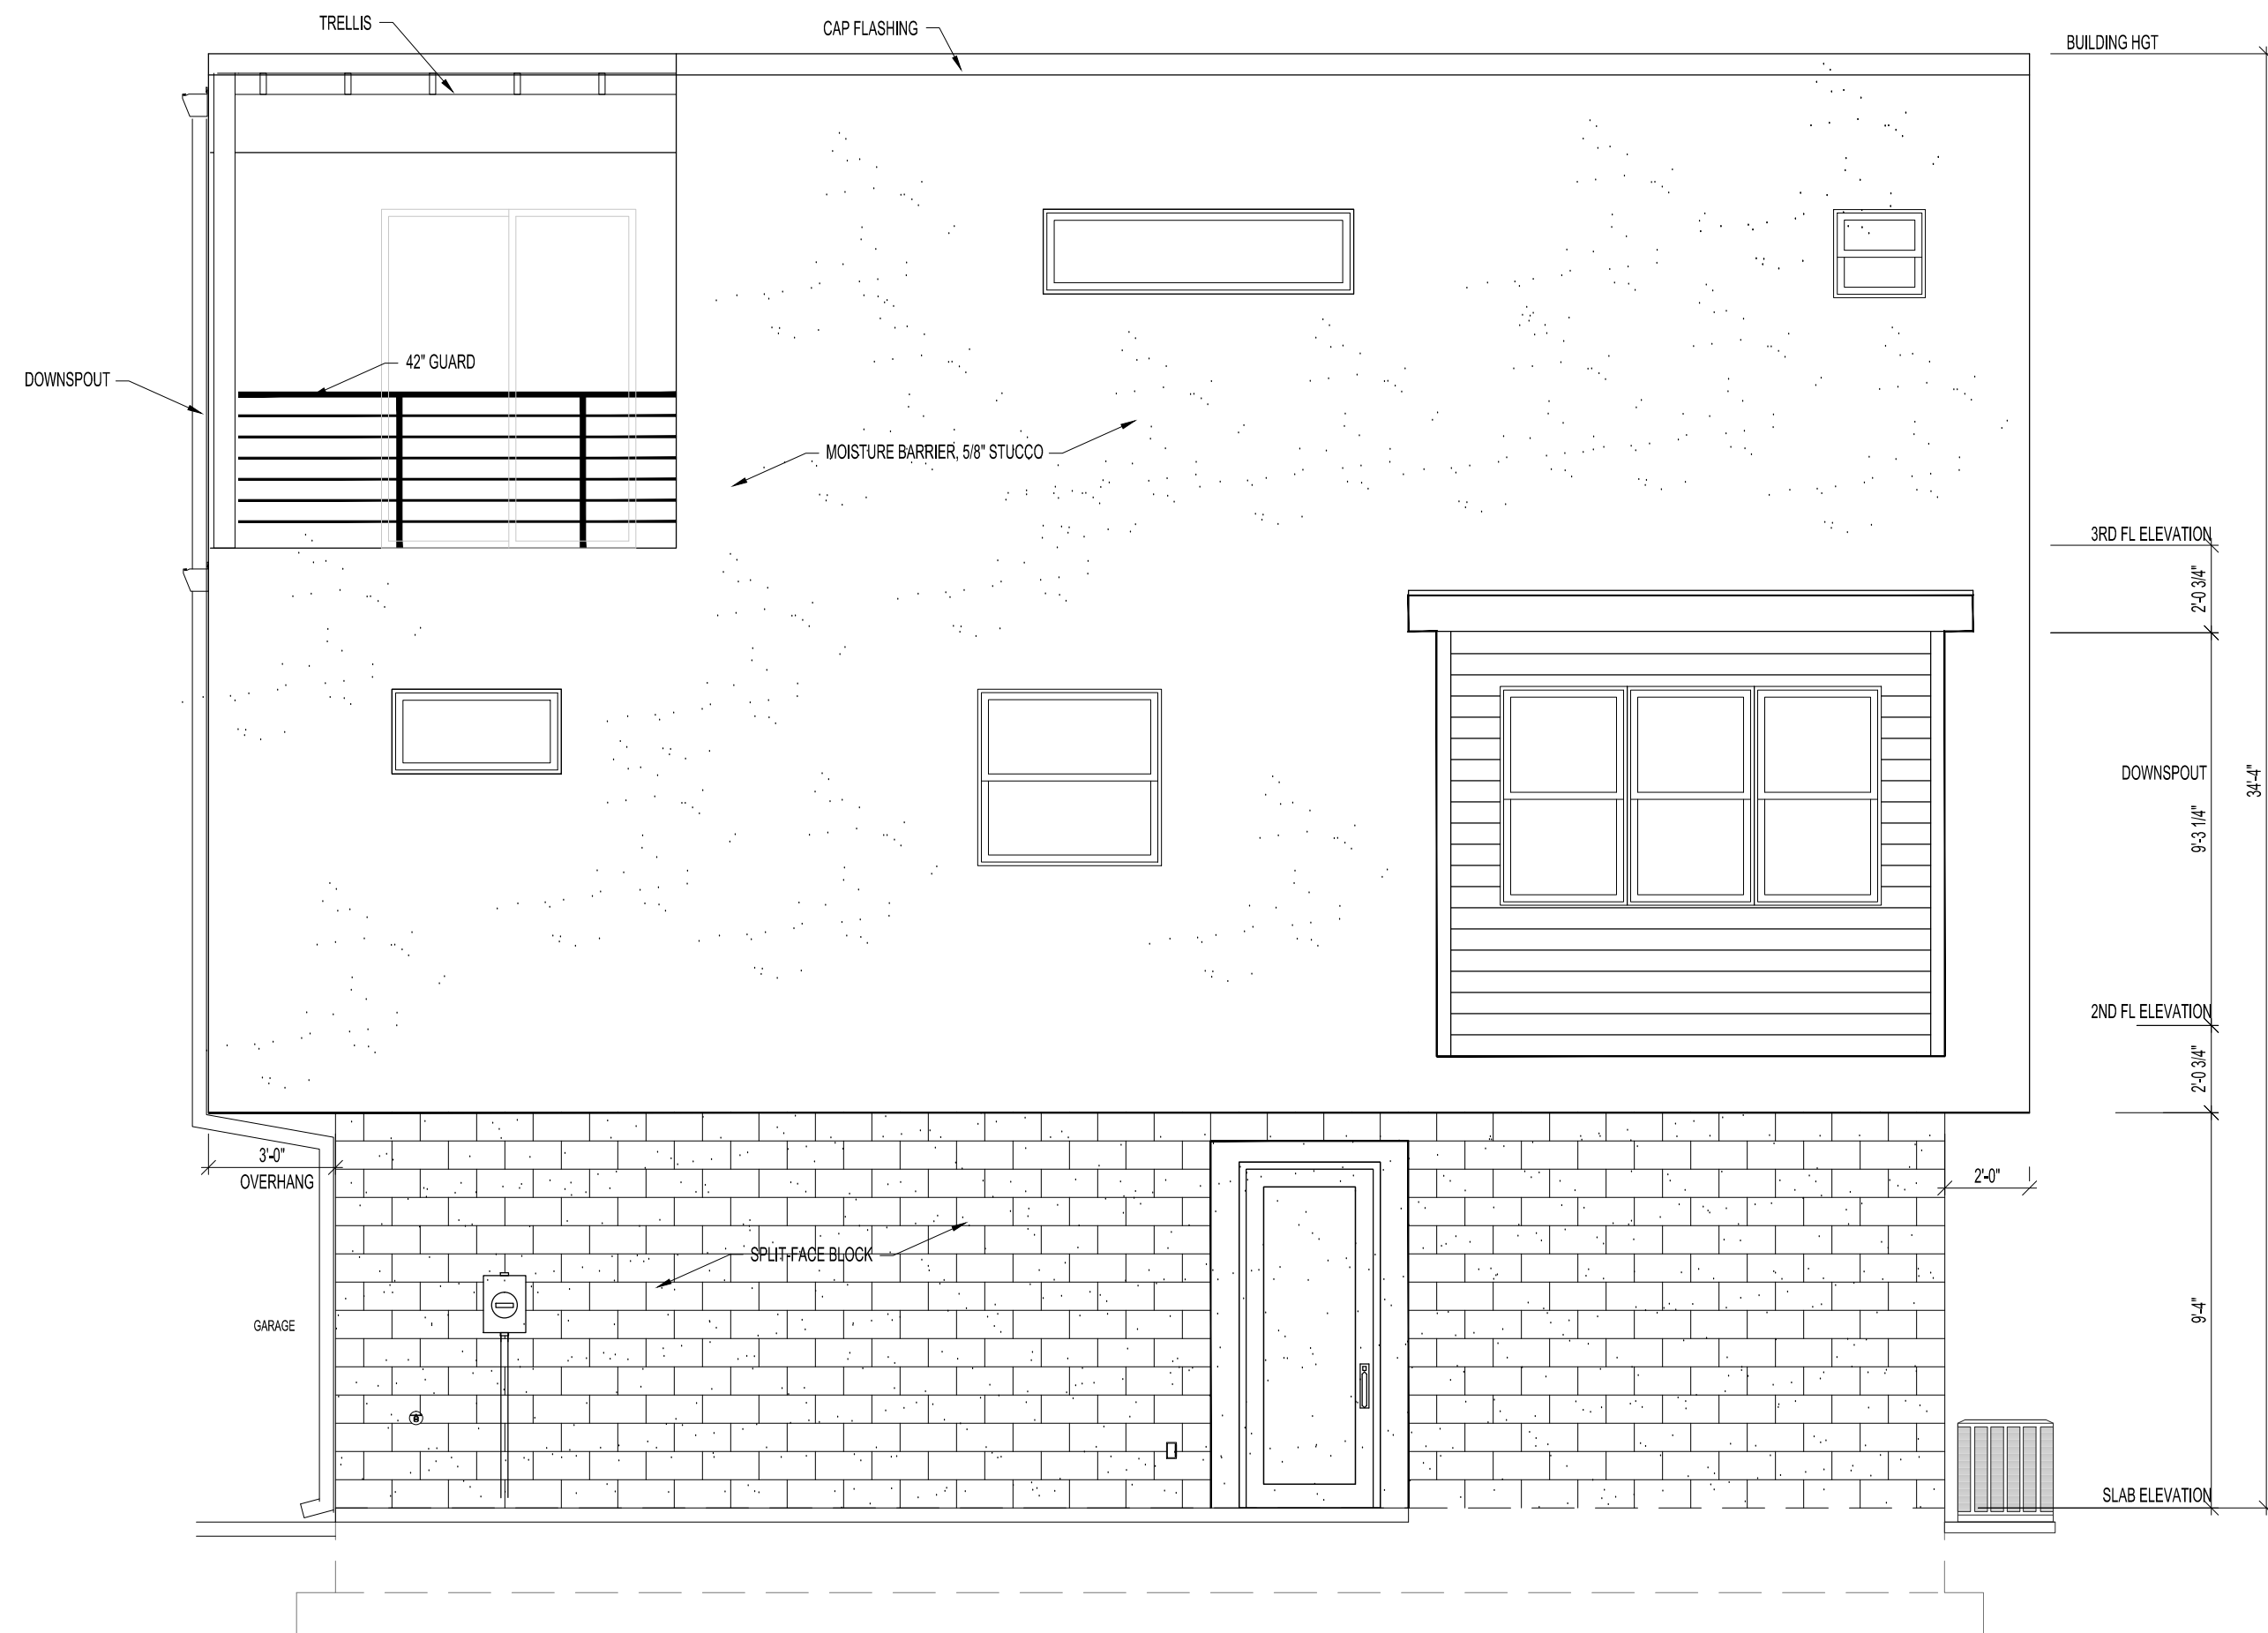 TRELLIS
CAP FLASHING
BUILDING HGT
42" GUARD
DOWNSPOUT
MOISTURE BARRIER, 5/8" STUCCO
3RD FL ELEVATION
2'-0 3/4"
DOWNSPOUT
34'-4"
9'-3 1/4"
2ND FL ELEVATION
2'-0 3/4"
3'-0"
OVERHANG
2'-0"
SPLIT-FACE BLOCK
GARAGE
9'-4"
SLAB ELEVATION